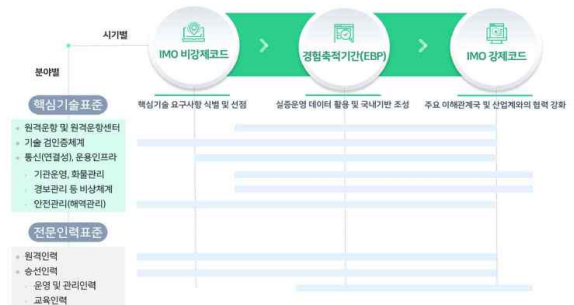 시기별
분야별
IMO 비강제코드
경험축적기간(EBP)
IMO 강제코드
핵심기술 요구사항 식별 및 선점
실증운영 데이터 활용 및 국내기반 조성
주요 이해관계국 및 산업계와의 협력 강화
핵심기술표준
원격운항 및 원격운항센터
기술 검인증체계
통신(연결성), 운용인프라
기관운영, 화물관리
경보관리 등 비상체계
안전관리(해역관리)
전문인력표준
원격인력
승선인력
운영 및 관리인력
교육인력